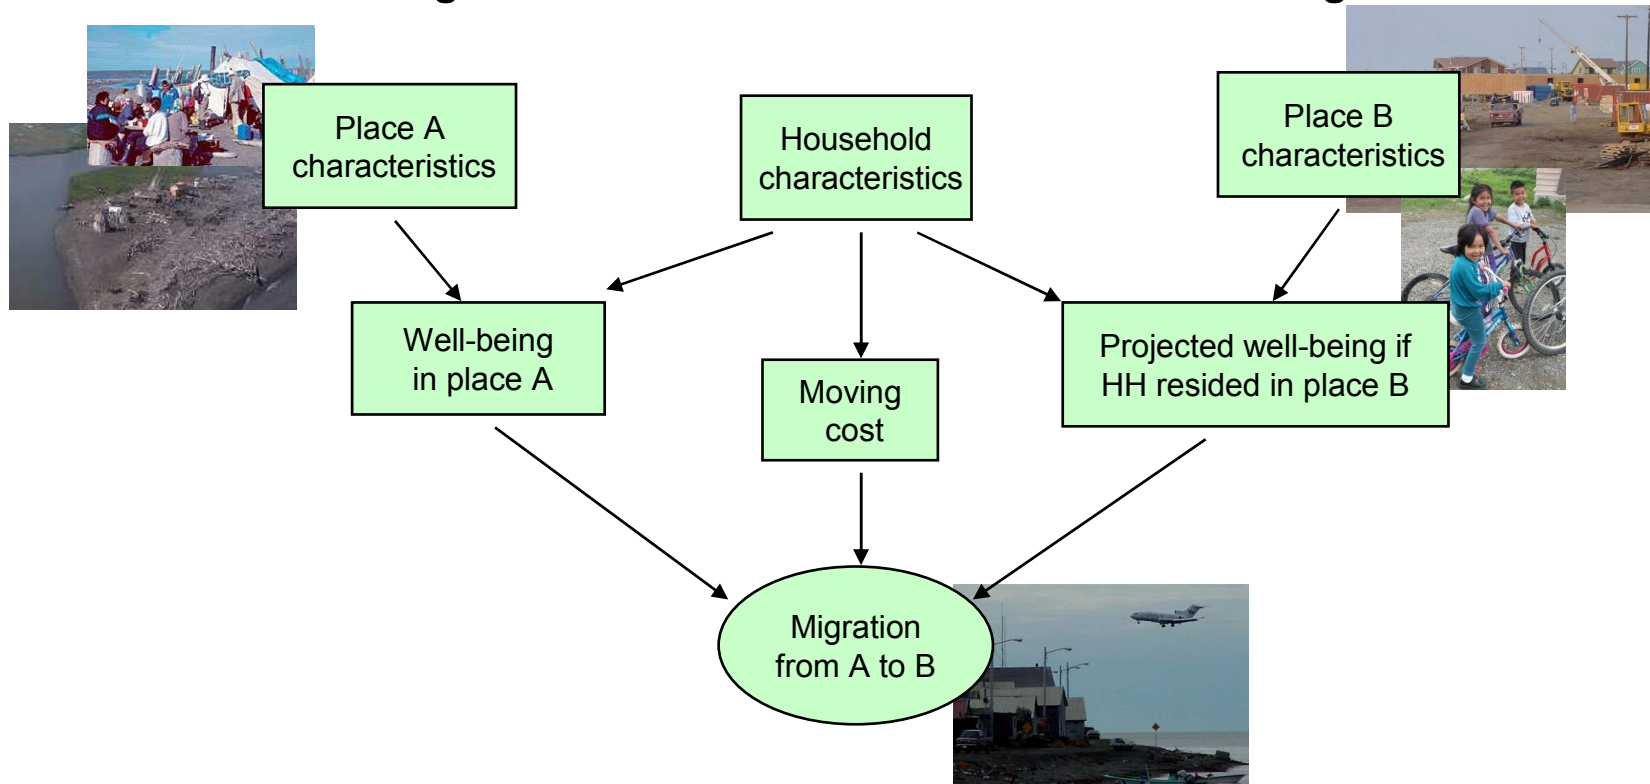 Place A
characteristics
Household
characteristics
Place B
characteristics
Well-being
in place A
Moving
cost
Projected well-being if
HH resided in place B
Migration
from A to B